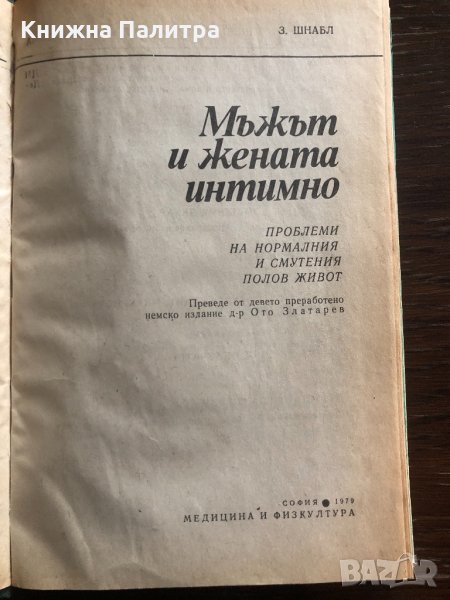 Книжна Палитра
З. ШНАБЛ
Мъжът
и жената
интимно
ПРОБЛЕМИ
НА НОРМАЛНИЯ
И СМУТЕНИЯ
ПОЛОВ ЖИВОТ
Преведе от девето преработено
немско издание д-р Ото Златарев
СОФИЯ ● 1979
МЕДИЦИНА И ФИЗКУЛТУРА
BAZAR